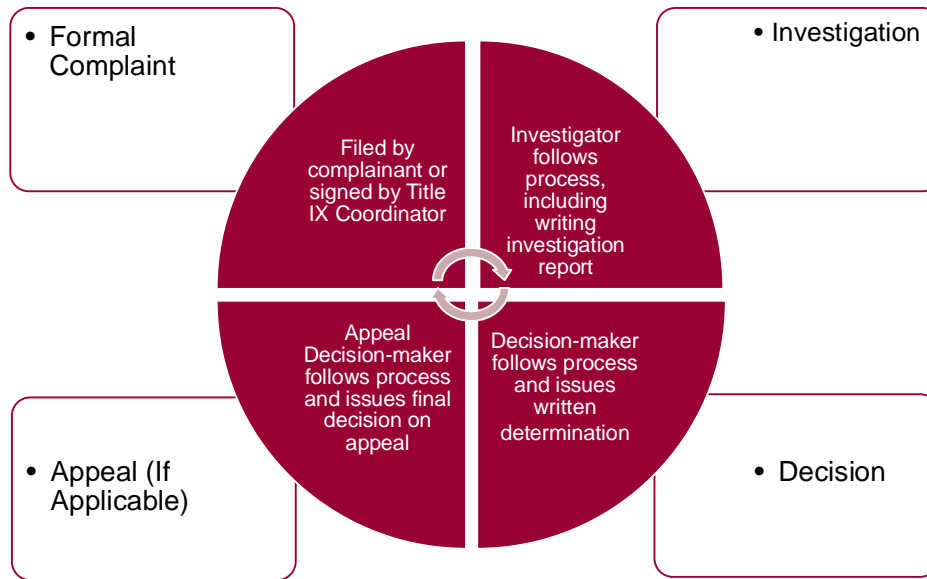 • Formal
Complaint
Filed by
complainant or
signed by Title
IX Coordinator
• Investigation
Investigator
follows
process,
including
writing
investigation
report
• Appeal (If
Applicable)
Appeal
Decision-maker
follows process
and issues final
decision on
appeal
• Decision
Decision-maker
follows process
and issues
written
determination